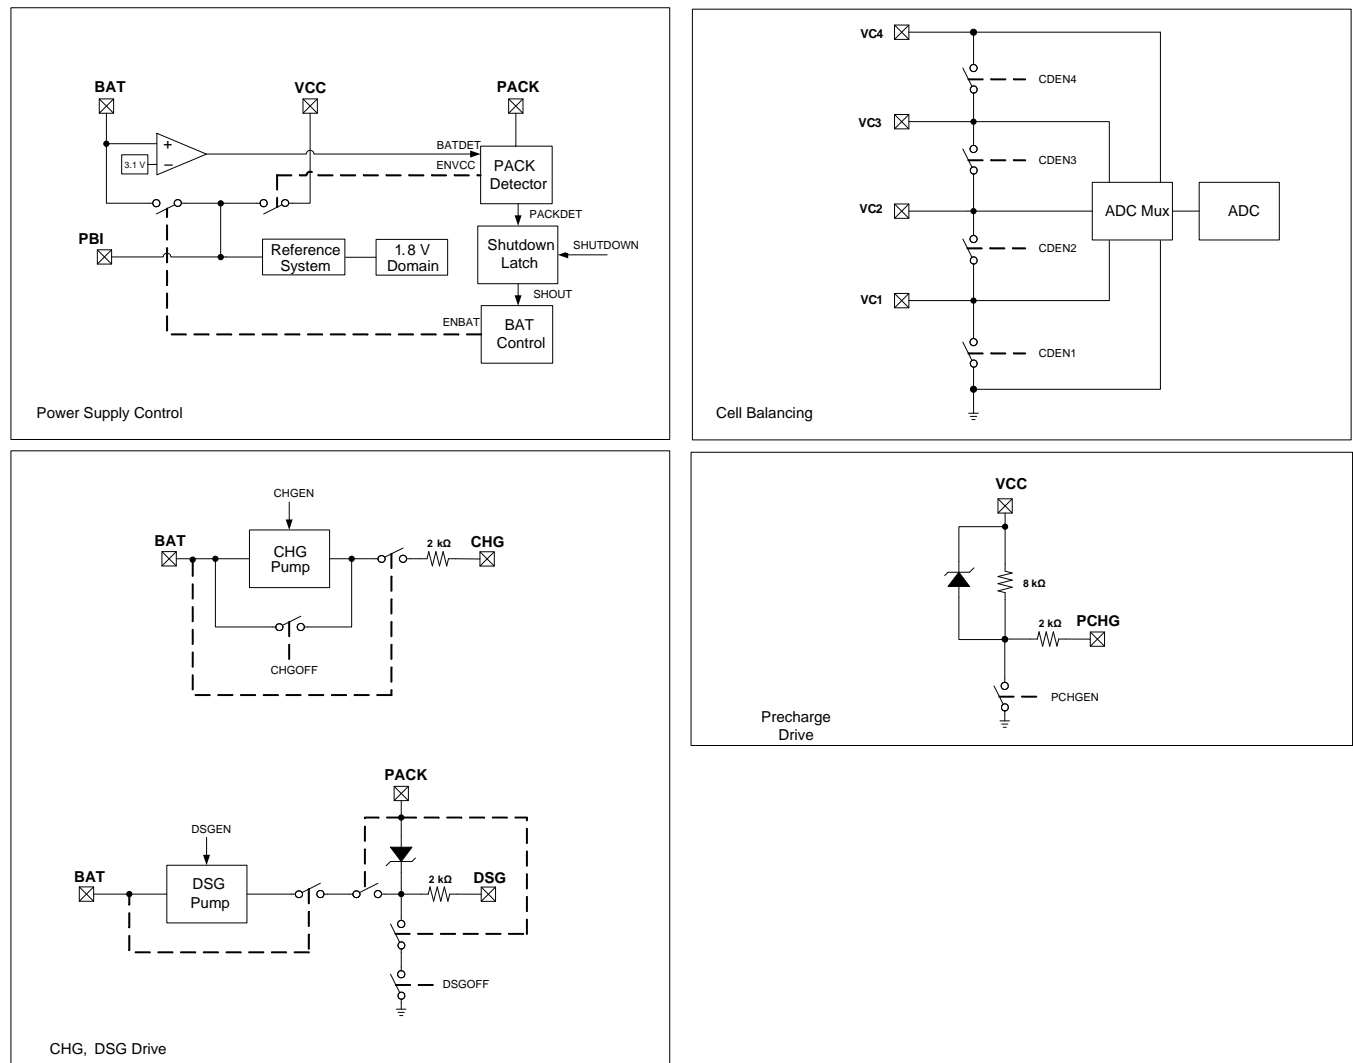 BAT
VCC
PACK
3.1 V
+
−
BATDET
ENVCC
PACK
Detector
PACKDET
PBI
Reference
System
1.8 V
Domain
Shutdown
Latch
SHUTDOWN
SHOUT
ENBAT
BAT
Control
Power Supply Control
VC4
CDEN4
VC3
CDEN3
VC2
ADC Mux
ADC
CDEN2
VC1
CDEN1
Cell Balancing
CHGEN
BAT
CHG
Pump
2 kΩ
CHG
CHGOFF
PACK
DSGEN
BAT
DSG
Pump
2 kΩ
DSG
DSGOFF
CHG, DSG Drive
VCC
8 kΩ
2 kΩ
PCHG
PCHGEN
Precharge
Drive